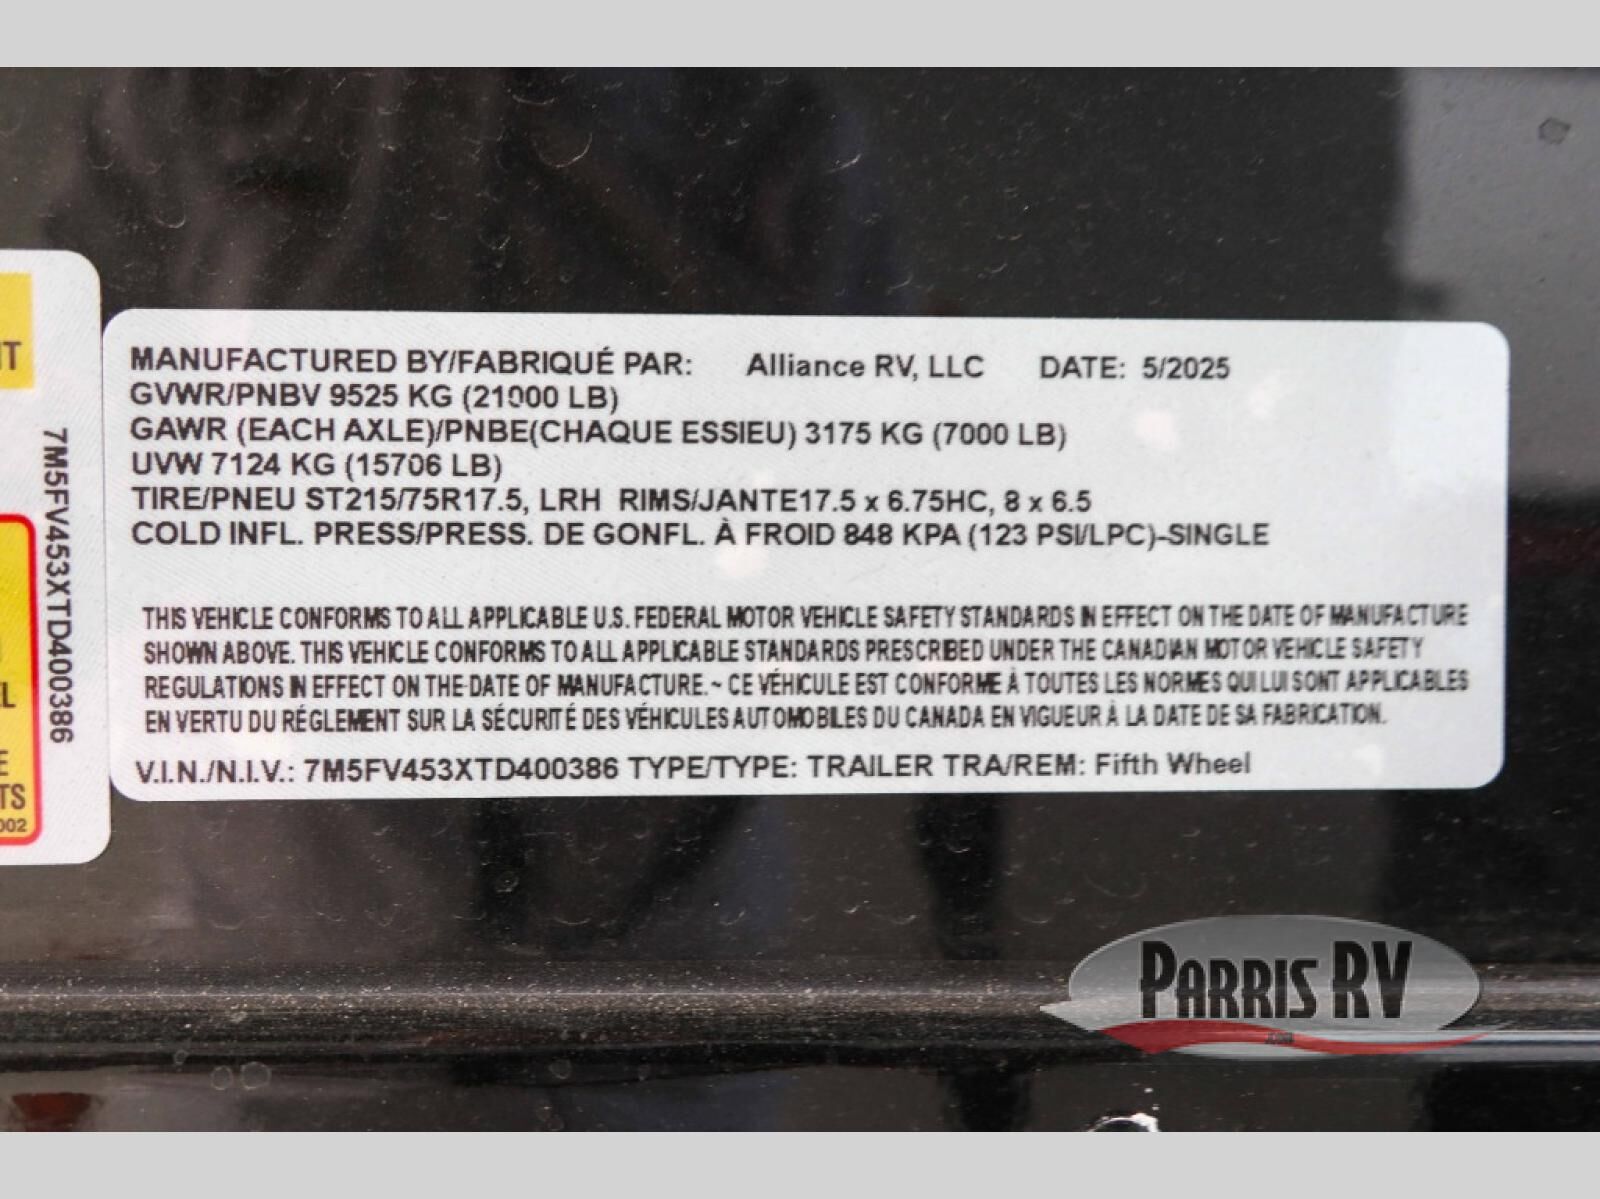 MANUFACTURED BY/FABRIQUÉ PAR: Alliance RV, LLC DATE: 5/2025
GVWR/PNBV 9525 KG (21000 LB)
GAWR (EACH AXLE)/PNBE(CHAQUE ESSIEU) 3175 KG (7000 LB)
UVW 7124 KG (15706 LB)
TIRE/PNEU ST215/75R17.5, LRH RIMS/JANTE17.5 x 6.75HC, 8 x 6.5
COLD INFL. PRESS/PRESS. DE GONFL. À FROID 848 KPA (123 PSI/LPC)-SINGLE
THIS VEHICLE CONFORMS TO ALL APPLICABLE U.S. FEDERAL MOTOR VEHICLE SAFETY STANDARDS IN EFFECT ON THE DATE OF MANUFACTURE
SHOWN ABOVE. THIS VEHICLE CONFORMS TO ALL APPLICABLE STANDARDS PRESCRIBED UNDER THE CANADIAN MOTOR VEHICLE SAFETY
REGULATIONS IN EFFECT ON THE DATE OF MANUFACTURE. ~ CE VÉHICULE EST CONFORME À TOUTES LES NORMES QUI LUI SONT APPLICABLES
EN VERTU DU RÉGLEMENT SUR LA SÉCURITÉ DES VÉHICULES AUTOMOBILES DU CANADA EN VIGUEUR À LA DATE DE SA FABRICATION.
V.I.N./N.I.V.: 7M5FV453XTD400386 TYPE/TYPE: TRAILER TRA/REM: Fifth Wheel
7M5FV453XTD400386
PARRIS RV
.COM